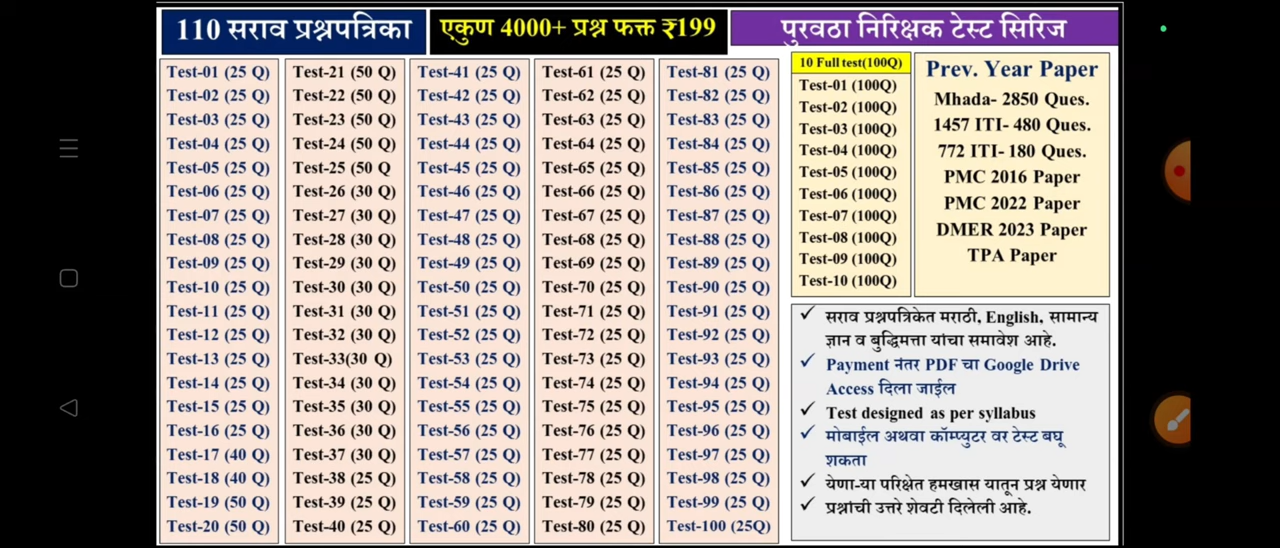 110 सराव प्रश्नपत्रिका
एकुण 4000+ प्रश्न फक्त ₹199
पुरवठा निरिक्षक टेस्ट सिरिज
Test-01 (25 Q)
Test-02 (25 Q)
Test-03 (25 Q)
Test-04 (25 Q)
Test-05 (25 Q)
Test-06 (25 Q)
Test-07 (25 Q)
Test-08 (25 Q)
Test-09 (25 Q)
Test-10 (25 Q)
Test-11 (25 Q)
Test-12 (25 Q)
Test-13 (25 Q)
Test-14 (25 Q)
Test-15 (25 Q)
Test-16 (25 Q)
Test-17 (40 Q)
Test-18 (40 Q)
Test-19 (50 Q)
Test-20 (50 Q)
Test-21 (50 Q)
Test-22 (50 Q)
Test-23 (50 Q)
Test-24 (50 Q)
Test-25 (50 Q
Test-26 (30 Q)
Test-27 (30 Q)
Test-28 (30 Q)
Test-29 (30 Q)
Test-30 (30 Q)
Test-31 (30 Q)
Test-32 (30 Q)
Test-33(30 Q)
Test-34 (30 Q)
Test-35 (30 Q)
Test-36 (30 Q)
Test-37 (30 Q)
Test-38 (25 Q)
Test-39 (25 Q)
Test-40 (25 Q)
Test-41 (25 Q)
Test-42 (25 Q)
Test-43 (25 Q)
Test-44 (25 Q)
Test-45 (25 Q)
Test-46 (25 Q)
Test-47 (25 Q)
Test-48 (25 Q)
Test-49 (25 Q)
Test-50 (25 Q)
Test-51 (25 Q)
Test-52 (25 Q)
Test-53 (25 Q)
Test-54 (25 Q)
Test-55 (25 Q)
Test-56 (25 Q)
Test-57 (25 Q)
Test-58 (25 Q)
Test-59 (25 Q)
Test-60 (25 Q)
Test-61 (25 Q)
Test-62 (25 Q)
Test-63 (25 Q)
Test-64 (25 Q)
Test-65 (25 Q)
Test-66 (25 Q)
Test-67 (25 Q)
Test-68 (25 Q)
Test-69 (25 Q)
Test-70 (25 Q)
Test-71 (25 Q)
Test-72 (25 Q)
Test-73 (25 Q)
Test-74 (25 Q)
Test-75 (25 Q)
Test-76 (25 Q)
Test-77 (25 Q)
Test-78 (25 Q)
Test-79 (25 Q)
Test-80 (25 Q)
Test-81 (25 Q)
Test-82 (25 Q)
Test-83 (25 Q)
Test-84 (25 Q)
Test-85 (25 Q)
Test-86 (25 Q)
Test-87 (25 Q)
Test-88 (25 Q)
Test-89 (25 Q)
Test-90 (25 Q)
Test-91 (25 Q)
Test-92 (25 Q)
Test-93 (25 Q)
Test-94 (25 Q)
Test-95 (25 Q)
Test-96 (25 Q)
Test-97 (25 Q)
Test-98 (25 Q)
Test-99 (25 Q)
Test-100 (25Q)
10 Full test(100Q)
Test-01 (100Q)
Test-02 (100Q)
Test-03 (100Q)
Test-04 (100Q)
Test-05 (100Q)
Test-06 (100Q)
Test-07 (100Q)
Test-08 (100Q)
Test-09 (100Q)
Test-10 (100Q)
Prev. Year Paper
Mhada- 2850 Ques.
1457 ITI- 480 Ques.
772 ITI- 180 Ques.
PMC 2016 Paper
PMC 2022 Paper
DMER 2023 Paper
TPA Paper
✓ सराव प्रश्नपत्रिकेत मराठी, English, सामान्य
ज्ञान व बुद्धिमत्ता यांचा समावेश आहे.
✓ Payment नंतर PDF चा Google Drive
Access दिला जाईल
✓ Test designed as per syllabus
✓ मोबाईल अथवा कॉम्प्युटर वर टेस्ट बघू
शकता
✓ येणा-या परिक्षेत हमखास यातून प्रश्न येणार
✓ प्रश्नांची उत्तरे शेवटी दिलेली आहे.